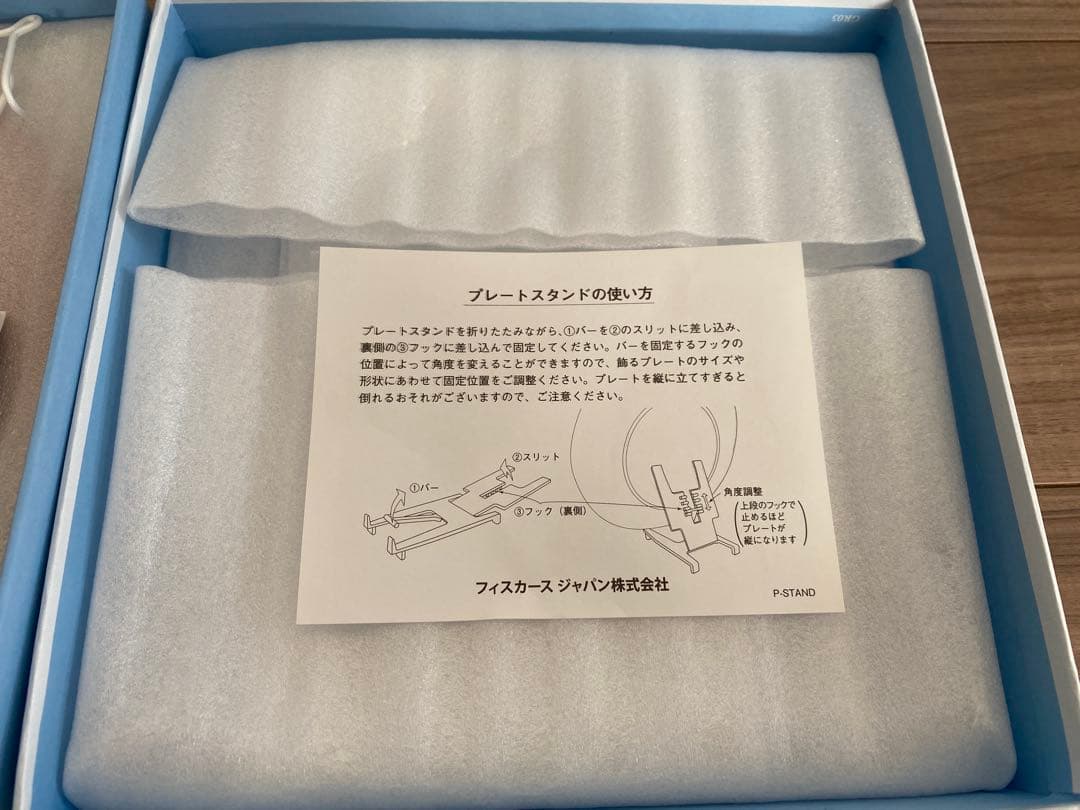 GR05
プレートスタンドの使い方
プレートスタンドを折りたたみながら、①バーを②のスリットに差し込み、
裏側の③フックに差し込んで固定してください。バーを固定するフックの
位置によって角度を変えることができますので、飾るプレートのサイズや
形状にあわせて固定位置をご調整ください。プレートを縦に立てすぎると
倒れるおそれがございますので、ご注意ください。
②スリット
①バー
③フック（裏側）
角度調整
（上段のフックで
止めるほど
プレートが
縦になります）
フィスカース ジャパン株式会社
P-STAND